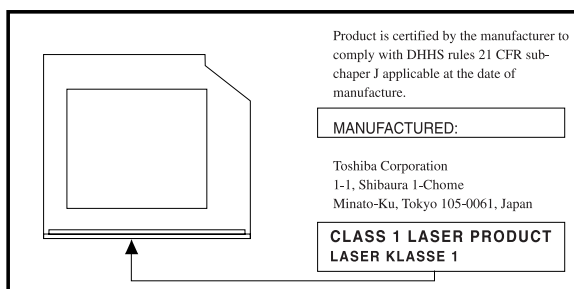 Product is certified by the manufacturer to
comply with DHHS rules 21 CFR sub-
chaper J applicable at the date of
manufacture.
MANUFACTURED:
Toshiba Corporation
1-1, Shibaura 1-Chome
Minato-Ku, Tokyo 105-0061, Japan
CLASS 1 LASER PRODUCT
LASER KLASSE 1